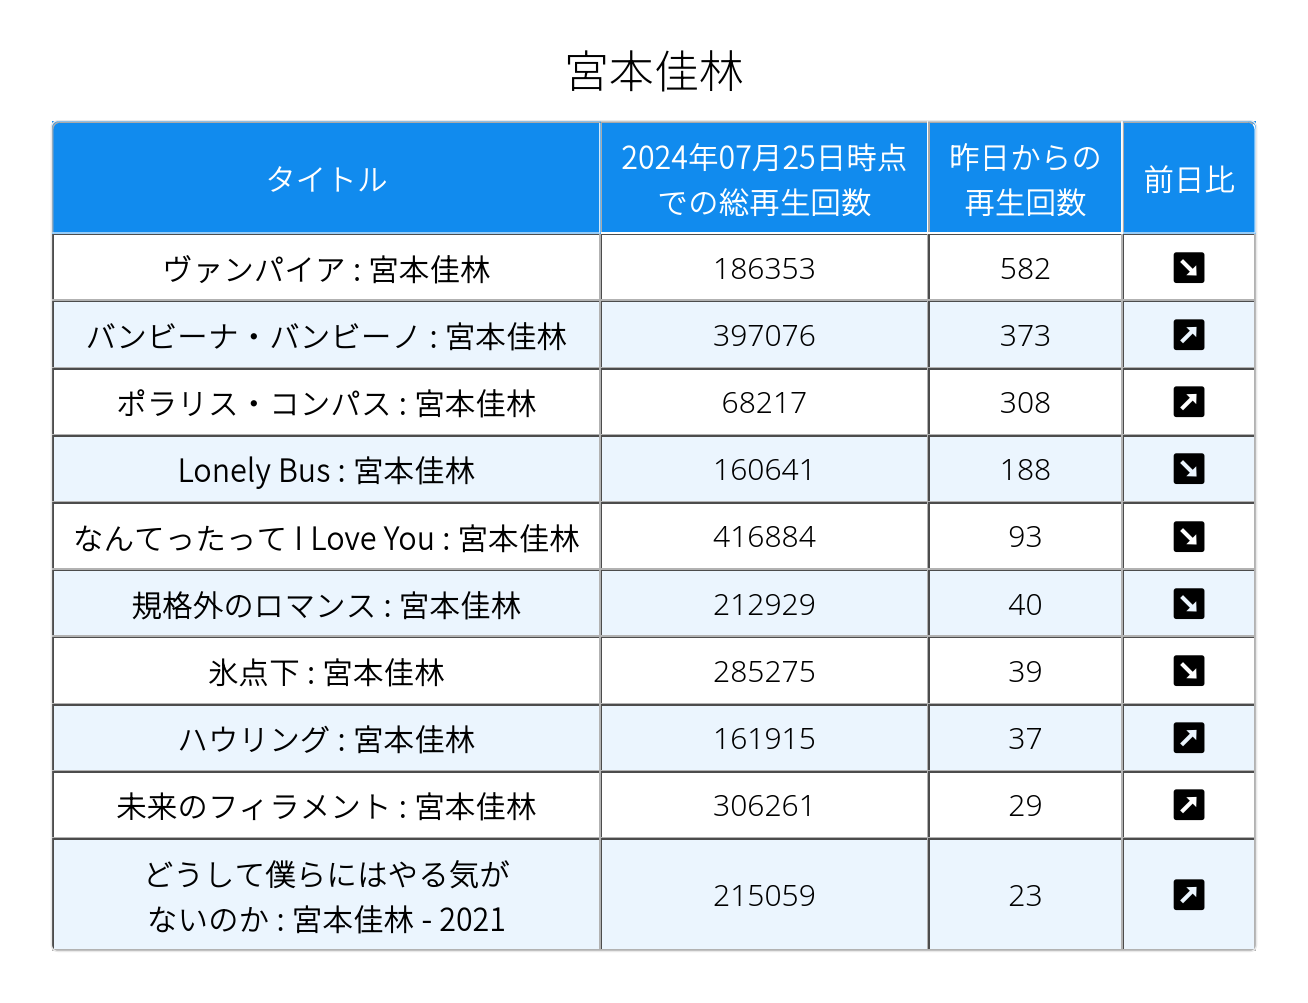 宮本佳林
タイトル
2024年07月25日時点
での総再生回数
昨日からの
再生回数
前日比
ヴァンパイア : 宮本佳林 186353 582 ↘
バンビーナ・バンビーノ : 宮本佳林 397076 373 ↗
ポラリス・コンパス : 宮本佳林 68217 308 ↗
Lonely Bus : 宮本佳林 160641 188 ↘
なんてったって I Love You : 宮本佳林 416884 93 ↘
規格外のロマンス : 宮本佳林 212929 40 ↘
氷点下 : 宮本佳林 285275 39 ↘
ハウリング : 宮本佳林 161915 37 ↗
未来のフィラメント : 宮本佳林 306261 29 ↗
どうして僕らにはやる気が
ないのか : 宮本佳林 - 2021
215059 23 ↗